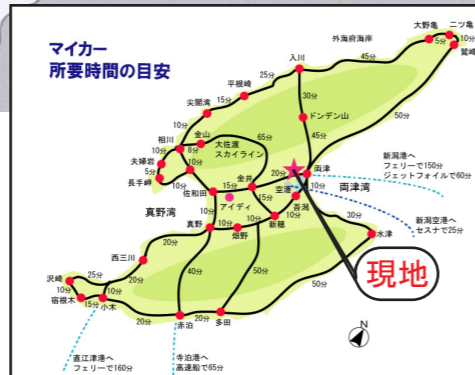 マイカー
所要時間の目安
外海府海岸
大野亀
二ツ亀
5分
10分
鷲崎
45分
入川
25分
平根崎
15分
尖閣湾
10分
30分
ドンデン山
45分
50分
相川
金山
8分
大佐渡
スカイライン
65分
夫婦岩
5分
長手岬
10分
10分
10分
佐和田
15分
アイディ
金井
15分
20分
両津
空港
10分
吾潟
両津湾
新潟港へ
フェリーで150分
ジェットフォイルで60分
新潟空港へ
セスナで25分
真野湾
10分
真野
10分
畑野
10分
新穂
10分
30分
水津
現地
20分
西三川
20分
40分
50分
50分
沢崎
25分
10分
宿根木
15分
小木
10分
20分
赤泊
20分
多田
直江津港へ
フェリーで160分
寺泊港へ
高速船で65分
N